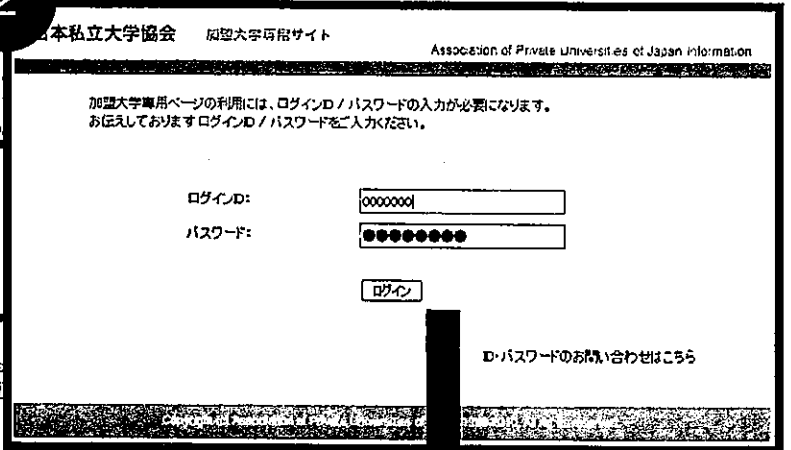 本私立大学協会 加盟大学専用サイト
Association of Private Universities of Japan Information
加盟大学専用ページの利用には、ログインID / パスワードの入力が必要になります。
お伝えしておりますログインID / パスワードをご入力ください。
ログインID:
パスワード: ●●●●●●●●
ログイン
ID・パスワードのお問い合わせはこちら